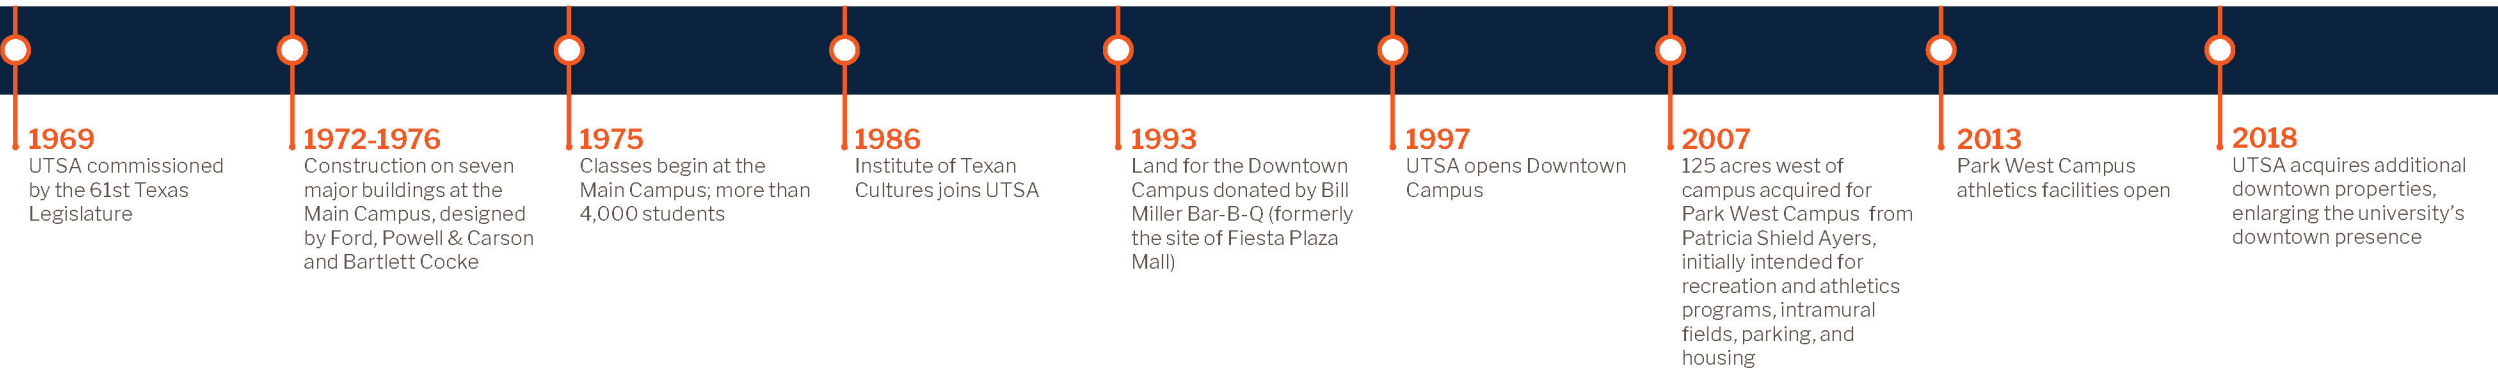 1969
UTSA commissioned
by the 61st Texas
Legislature
1972-1976
Construction on seven
major buildings at the
Main Campus, designed
by Ford, Powell & Carson
and Bartlett Cocke
1975
Classes begin at the
Main Campus; more than
4,000 students
1986
Institute of Texan
Cultures joins UTSA
1993
Land for the Downtown
Campus donated by Bill
Miller Bar-B-Q (formerly
the site of Fiesta Plaza
Mall)
1997
UTSA opens Downtown
Campus
2007
125 acres west of
campus acquired for
Park West Campus from
Patricia Shield Ayers,
initially intended for
recreation and athletics
programs, intramural
fields, parking, and
housing
2013
Park West Campus
athletics facilities open
2018
UTSA acquires additional
downtown properties,
enlarging the university's
downtown presence